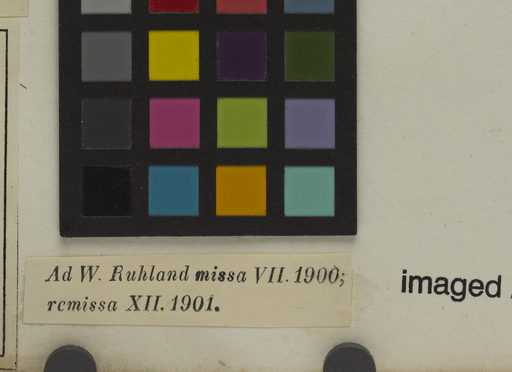 Ad W. Ruhland missa VII. 1900;
remissa XII. 1901.
imaged